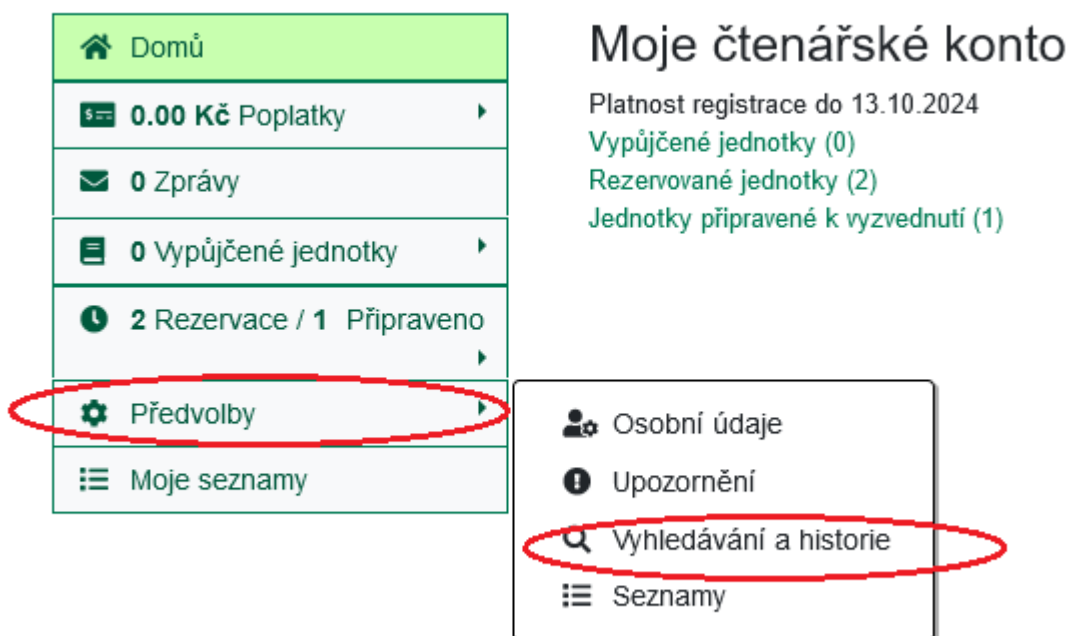 Domů
0.00 Kč Poplatky
0 Zprávy
0 Vypůjčené jednotky
2 Rezervace / 1 Připraveno
Předvolby
Moje seznamy
Moje čtenářské konto
Platnost registrace do 13.10.2024
Vypůjčené jednotky (0)
Rezervované jednotky (2)
Jednotky připravené k vyzvednutí (1)
Osobní údaje
Upozornění
Vyhledávání a historie
Seznamy